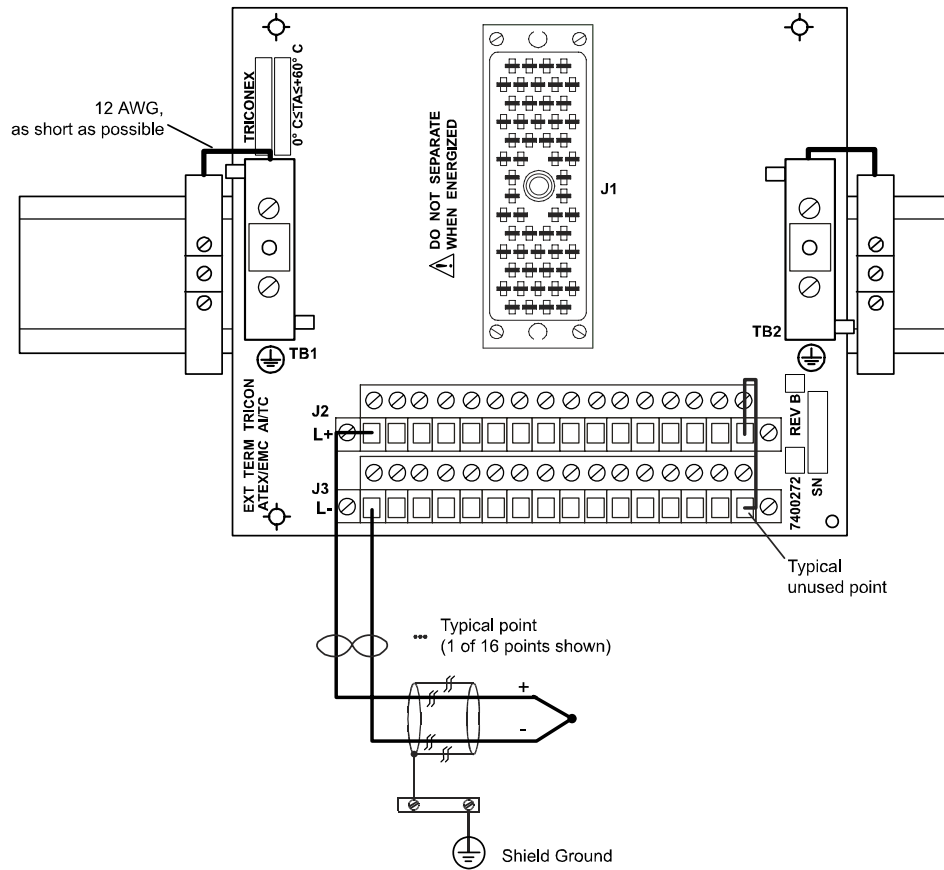 12 AWG,
as short as possible
TRICONEX
0° C≤TA≤+60° C
DO NOT SEPARATE
WHEN ENERGIZED
J1
TB1
TB2
EXT TERM TRICON
ATEX/EMC AI/TC
J2
L+
J3
L-
REV B
7400272
SN
Typical
unused point
Typical point
(1 of 16 points shown)
+
-
Shield Ground